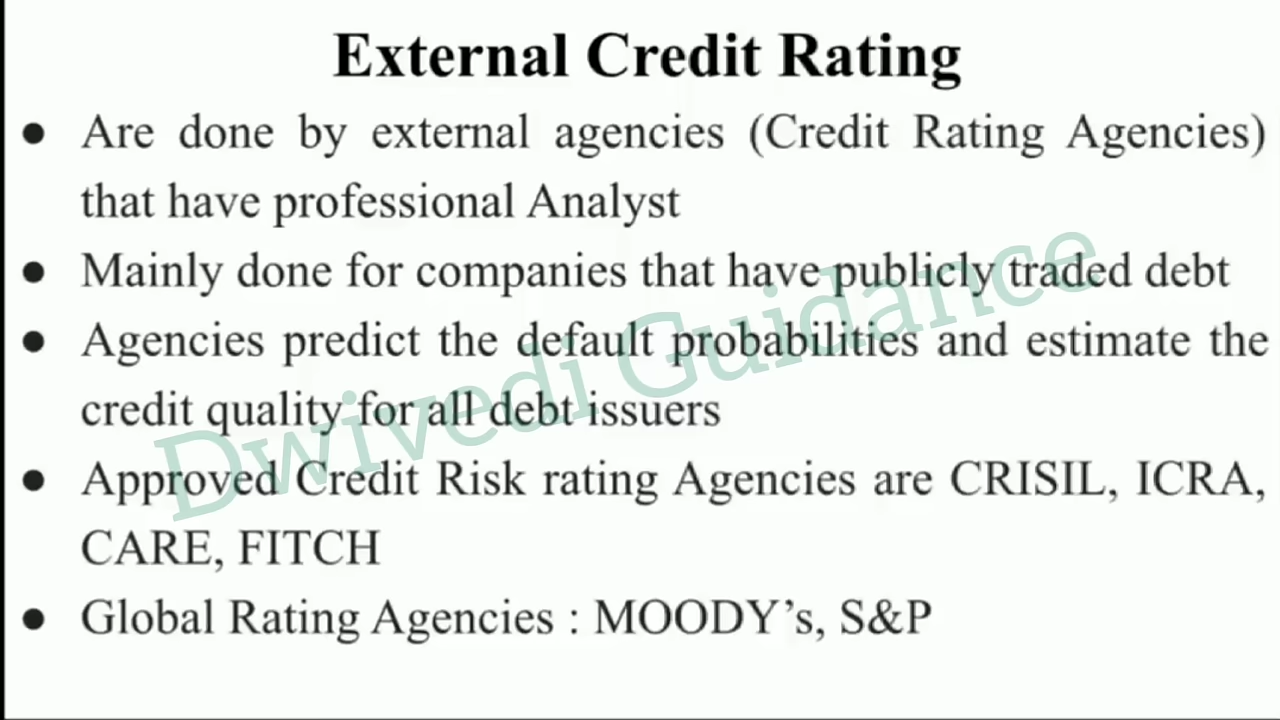 External Credit Rating
● Are done by external agencies (Credit Rating Agencies)
that have professional Analyst
● Mainly done for companies that have publicly traded debt
● Agencies predict the default probabilities and estimate the
credit quality for all debt issuers
● Approved Credit Risk rating Agencies are CRISIL, ICRA,
CARE, FITCH
● Global Rating Agencies : MOODY’s, S&P
Dwivedi Guidance